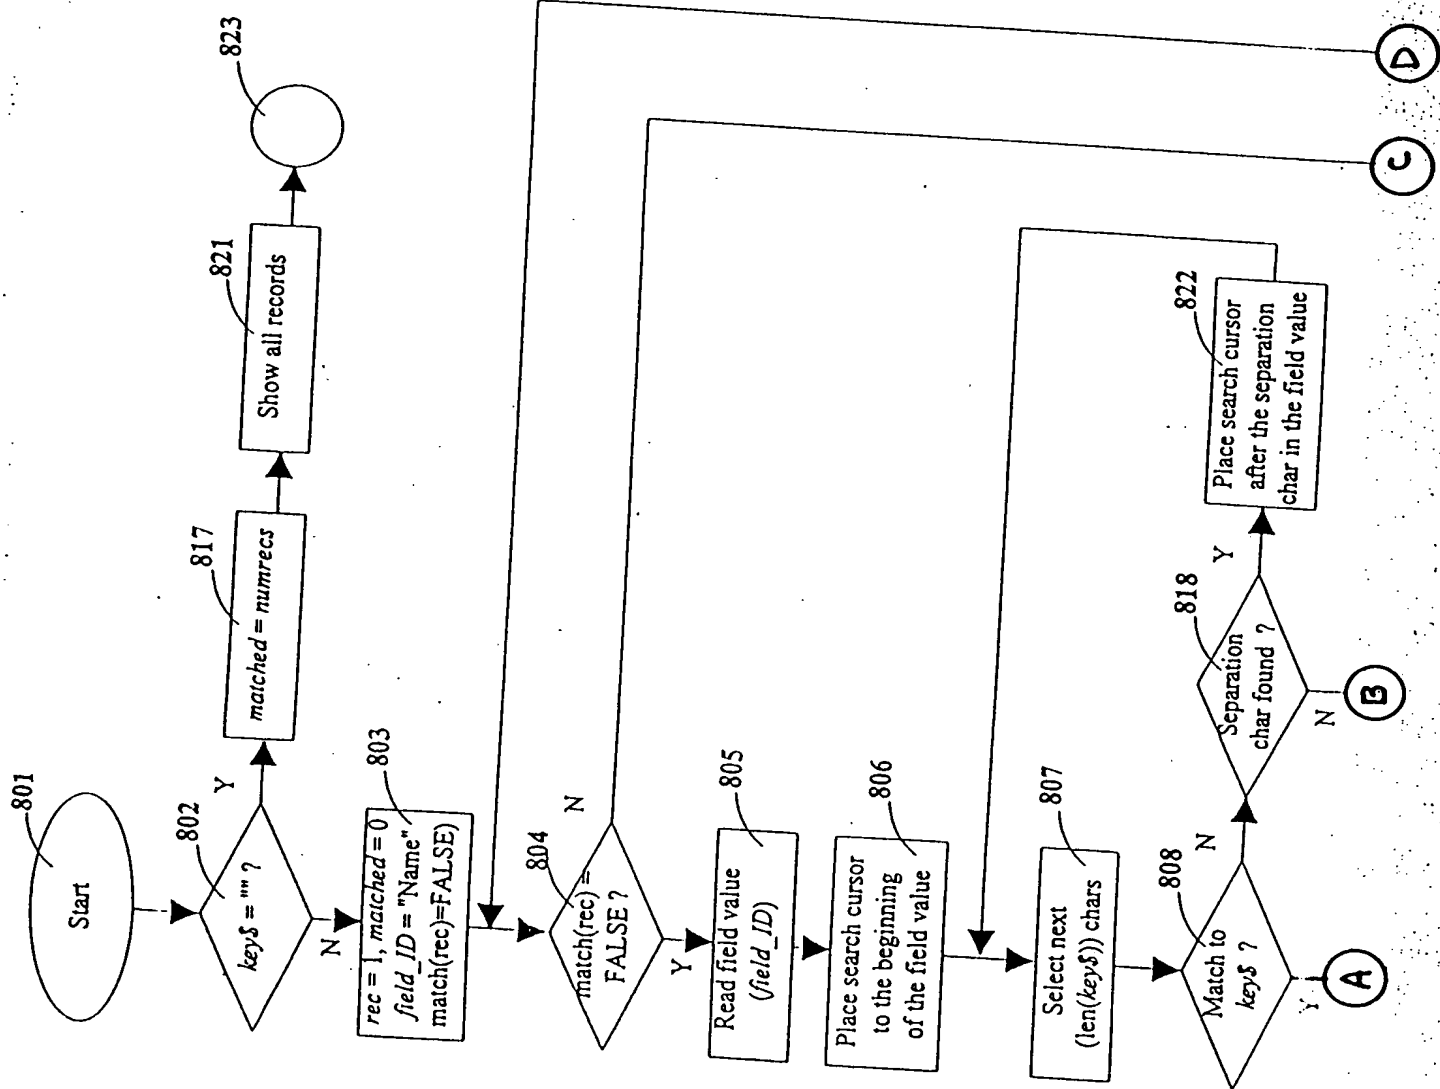 801
Start
802
key$ = "" ?
Y
N
817
matched = numrecs
821
Show all records
823
803
rec = 1, matched = 0
field_ID = "Name"
match(rec)=FALSE)
804
match(rec) =
FALSE ?
N
Y
805
Read field value
(field_ID)
806
Place search cursor
to the beginning
of the field value
807
Select next
(len(key$)) chars
808
Match to
key$ ?
N
Y
818
Separation
char found ?
Y
N
822
Place search cursor
after the separation
char in the field value
A
B
C
D